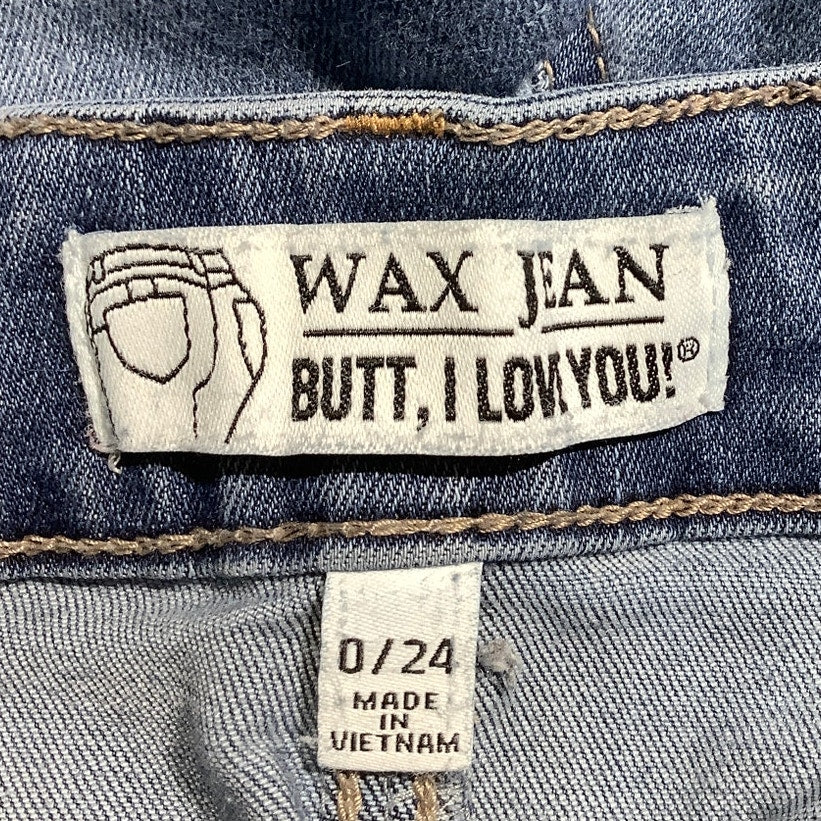 WAX JEAN
BUTT, I LOVE YOU!®
0/24
MADE
IN
VIETNAM